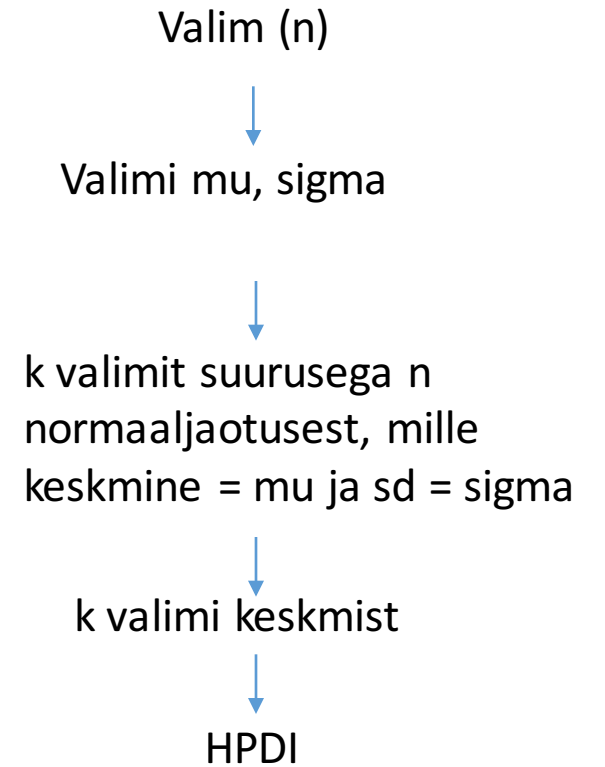 Valim (n)
Valimi mu, sigma
k valimit suurusega n
normaaljaotusest, mille
keskmine = mu ja sd = sigma
k valimi keskmist
HPDI